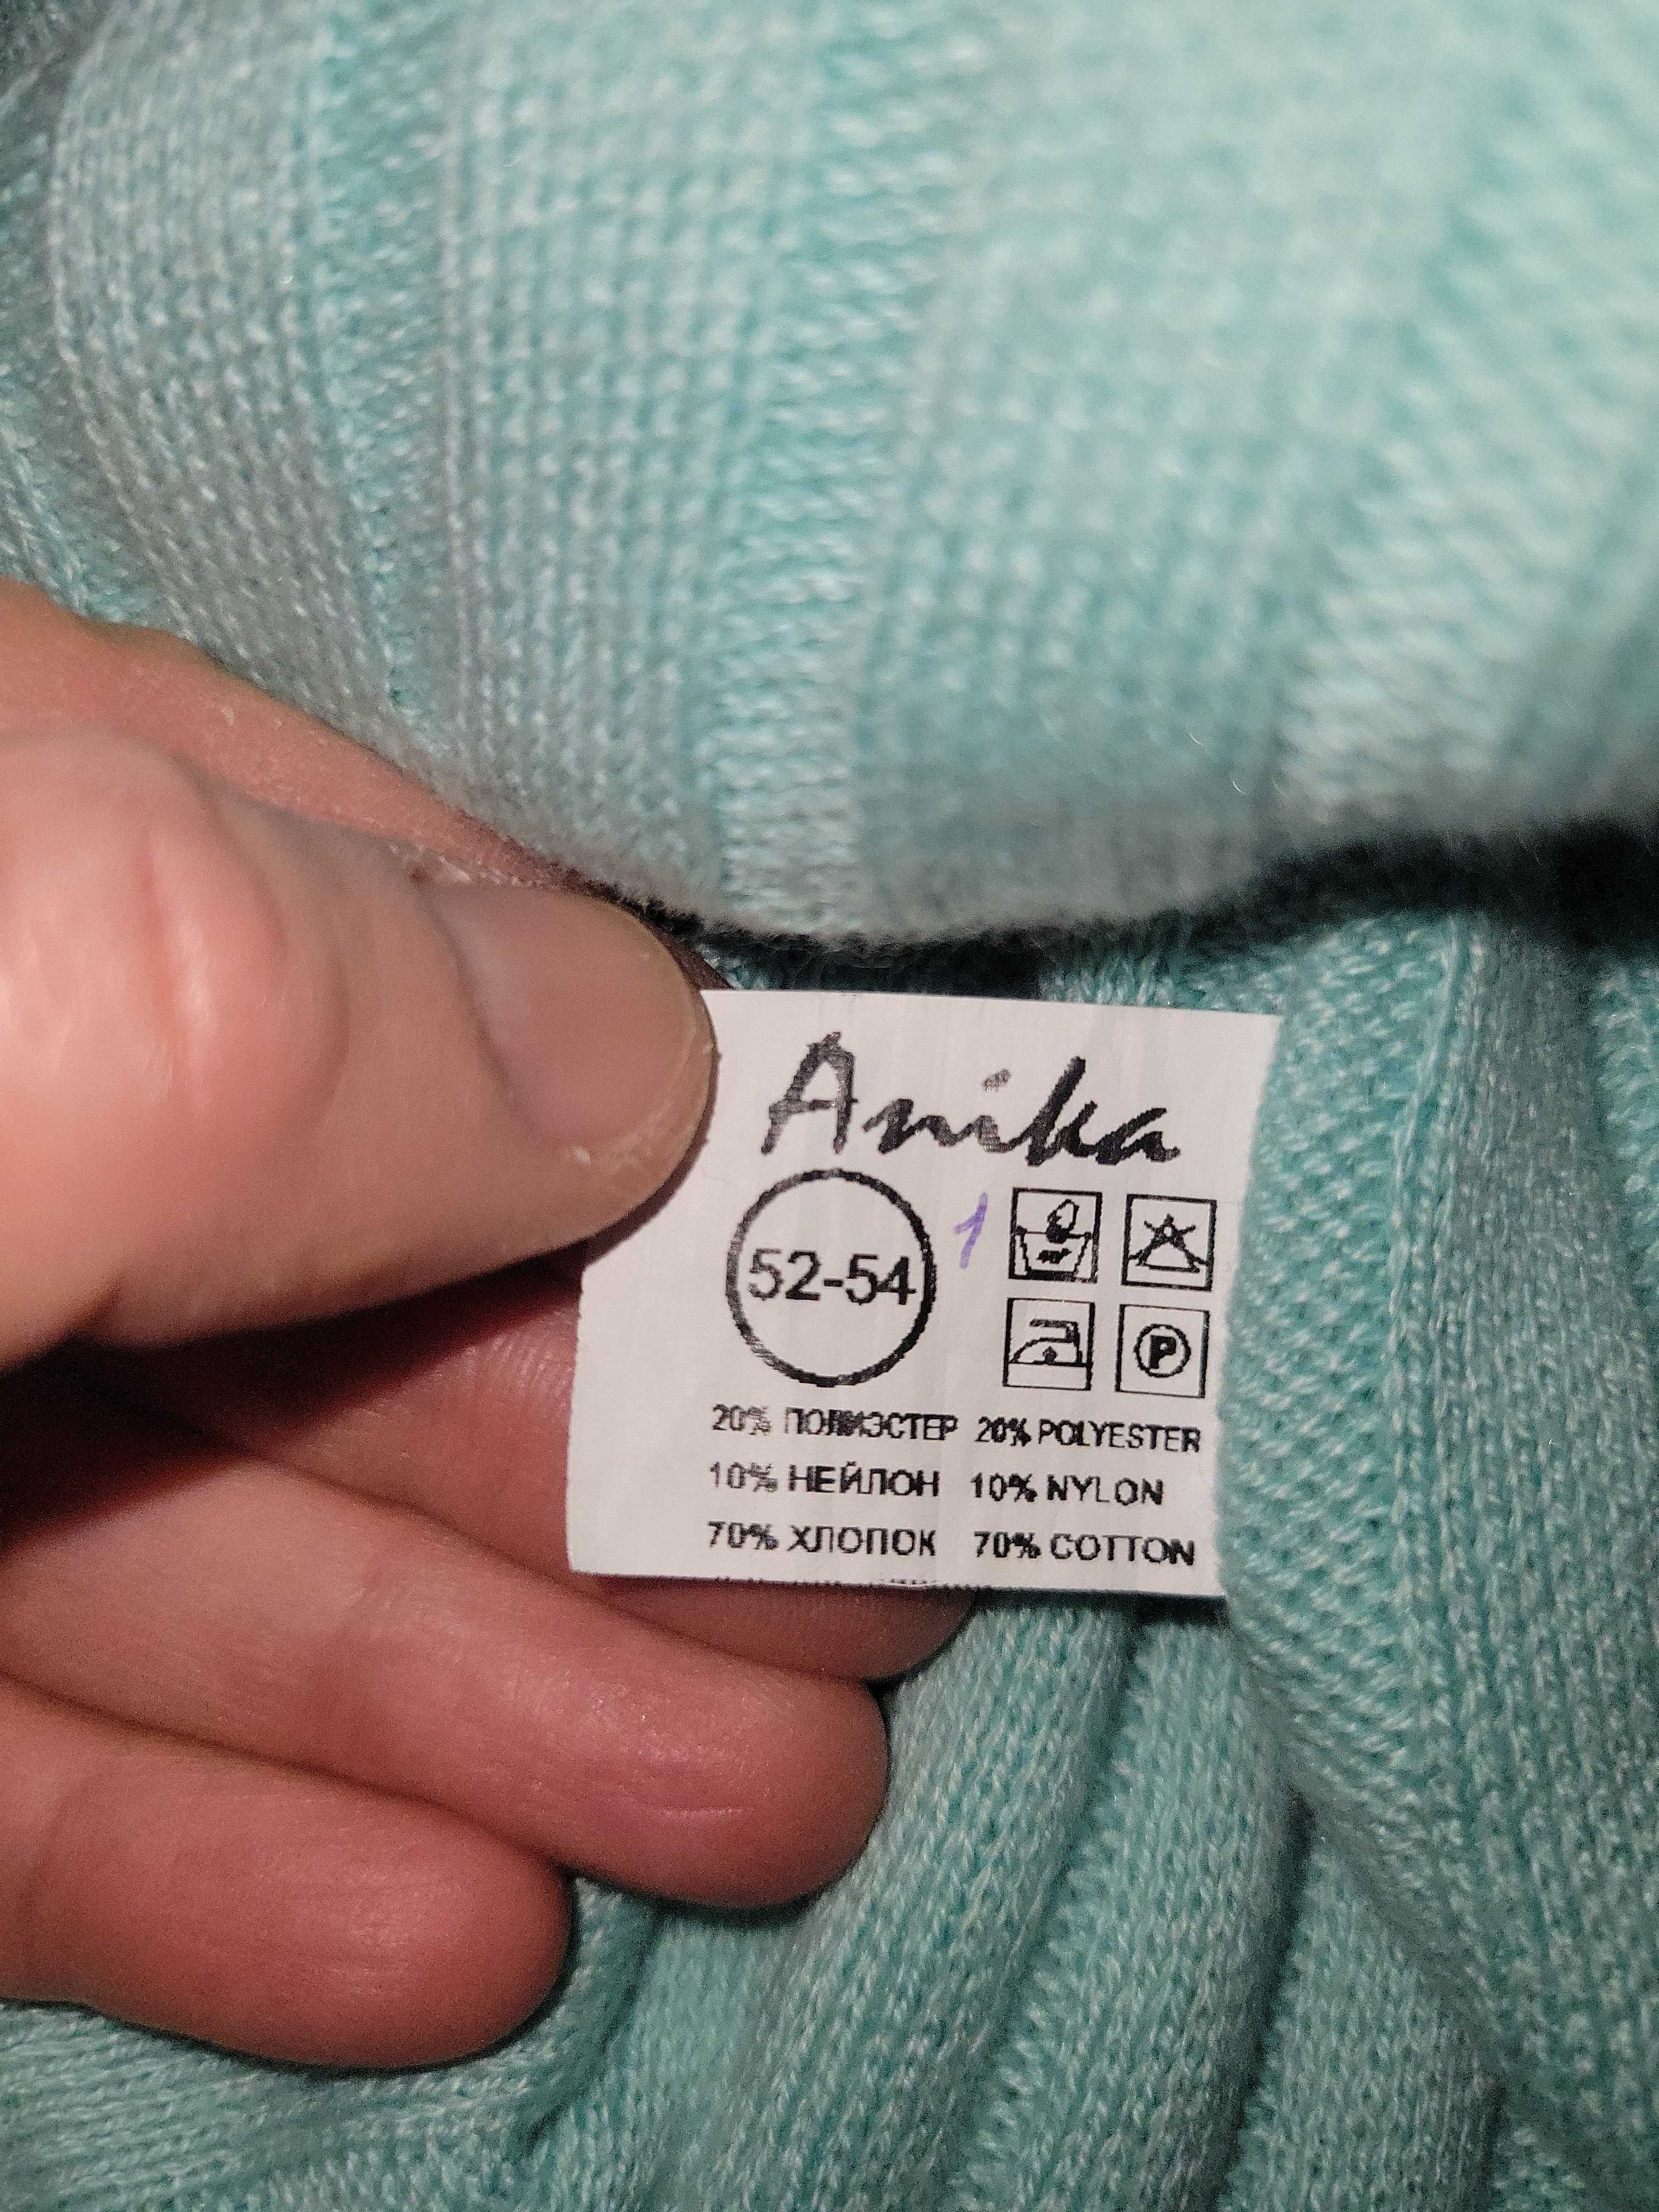 Anika
52-54 1
P
20% ПОЛИЭСТЕР 20% POLYESTER
10% НЕЙЛОН 10% NYLON
70% ХЛОПОК 70% COTTON